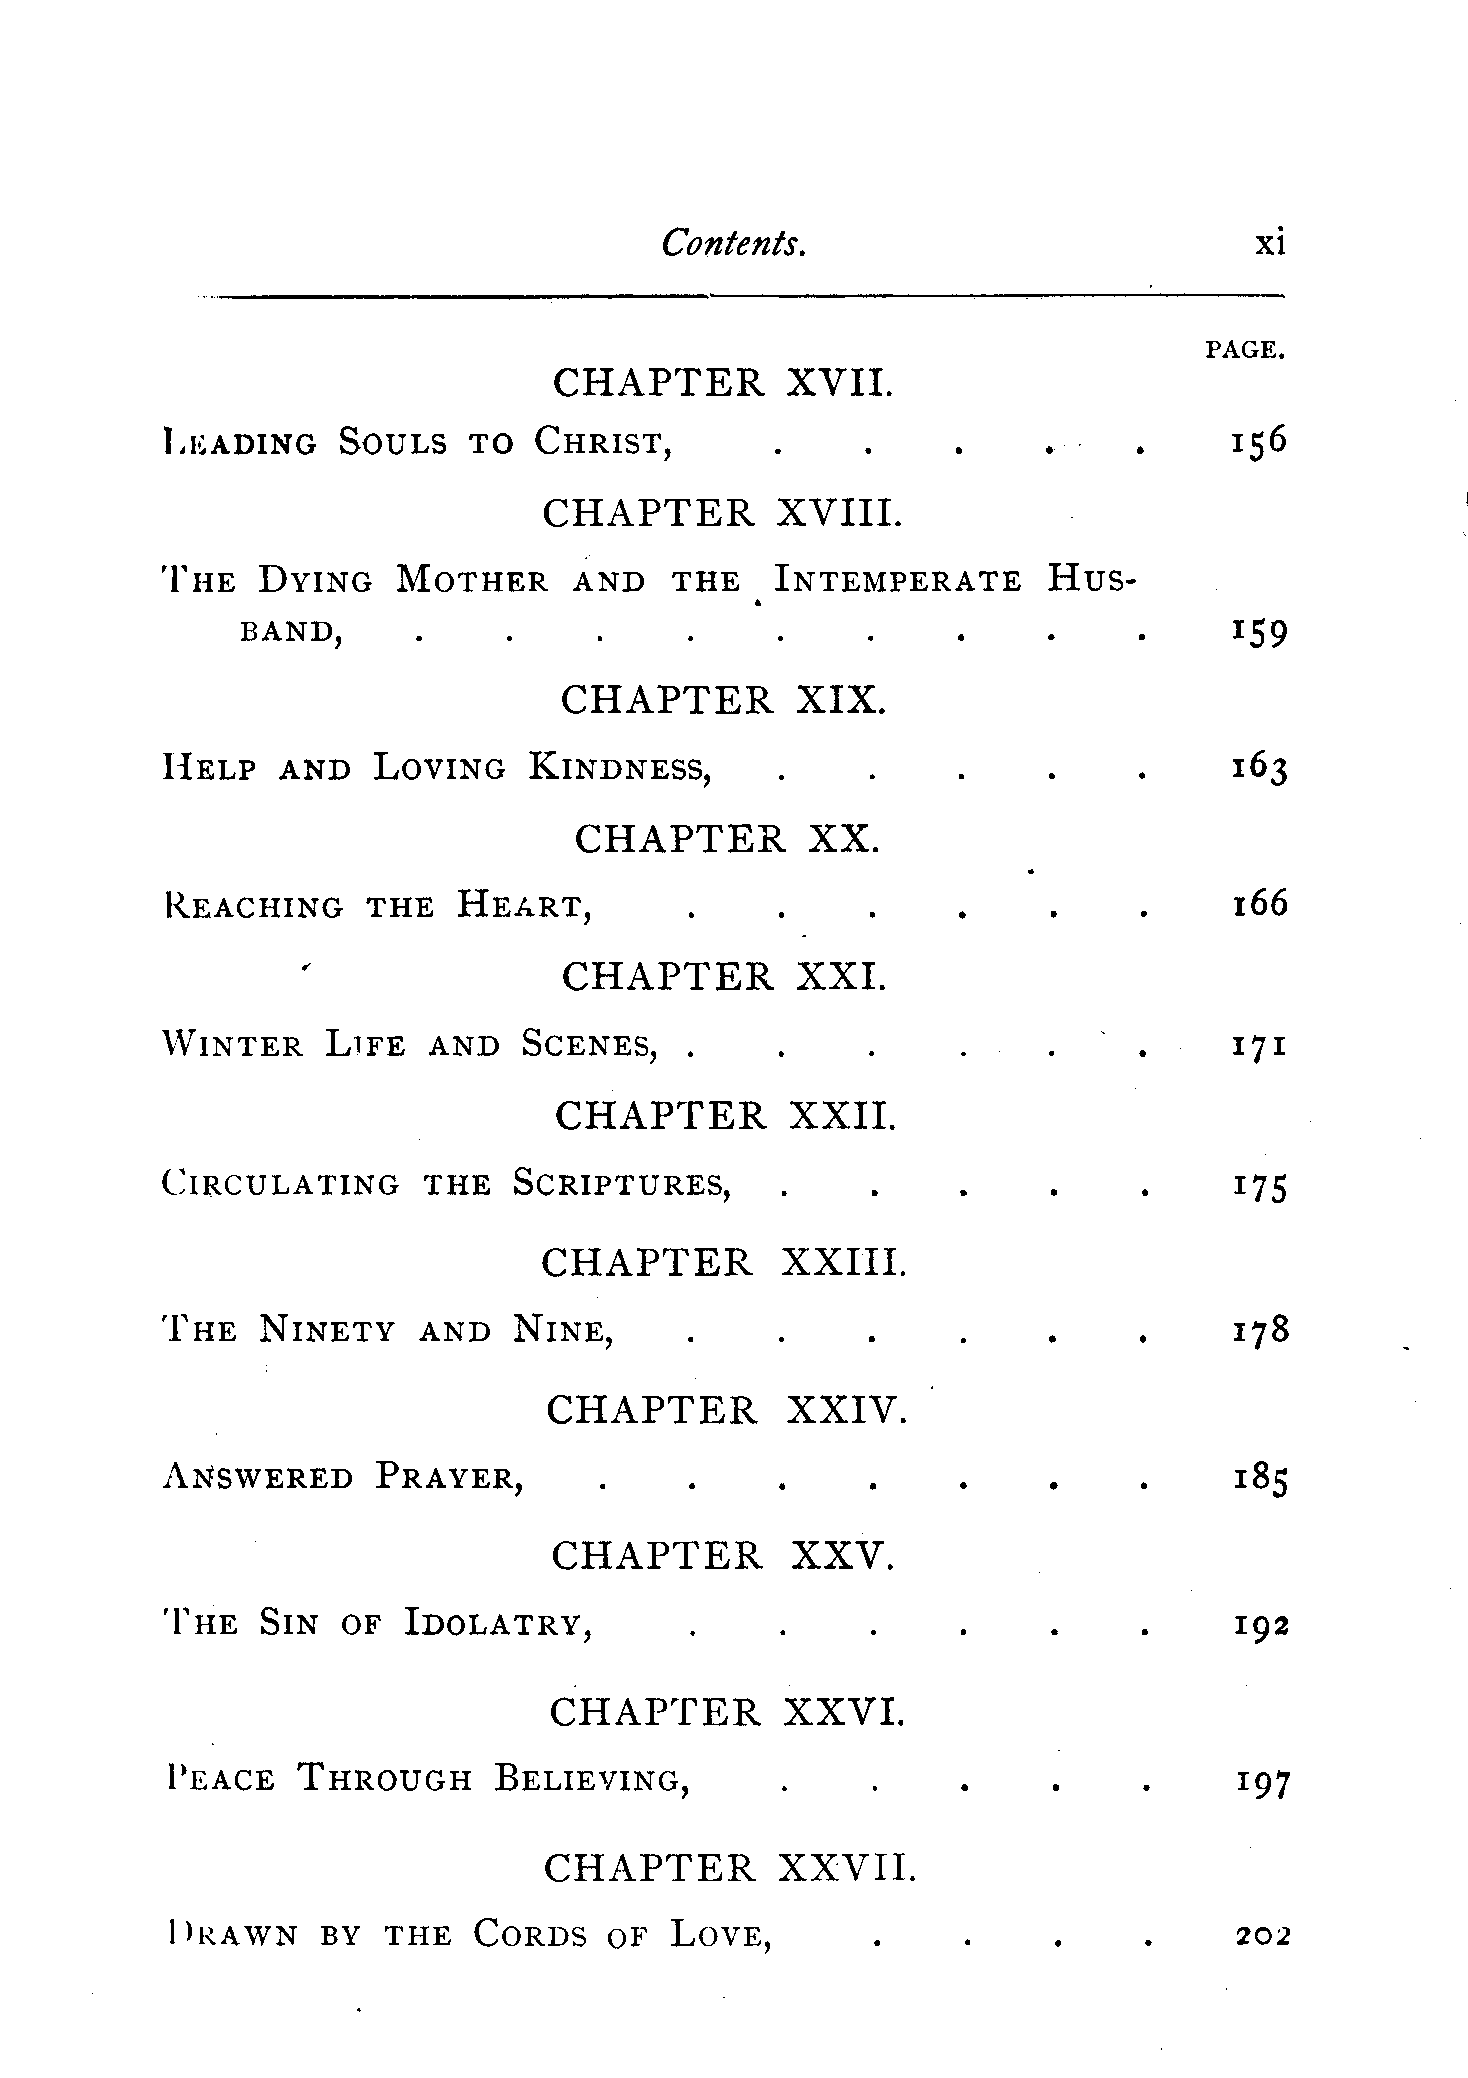 Contents. xi
PAGE.
CHAPTER XVII.
LEADING SOULS TO CHRIST, . . . . . 156
CHAPTER XVIII.
THE DYING MOTHER AND THE INTEMPERATE HUS-
BAND, . . . . . . . . . 159
CHAPTER XIX.
HELP AND LOVING KINDNESS, . . . . . 163
CHAPTER XX.
REACHING THE HEART, . . . . . . 166
CHAPTER XXI.
WINTER LIFE AND SCENES, . . . . . . 171
CHAPTER XXII.
CIRCULATING THE SCRIPTURES, . . . . . 175
CHAPTER XXIII.
THE NINETY AND NINE, . . . . . . 178
CHAPTER XXIV.
ANSWERED PRAYER, . . . . . . . 185
CHAPTER XXV.
THE SIN OF IDOLATRY, . . . . . . 192
CHAPTER XXVI.
PEACE THROUGH BELIEVING, . . . . . 197
CHAPTER XXVII.
DRAWN BY THE CORDS OF LOVE, . . . . 202